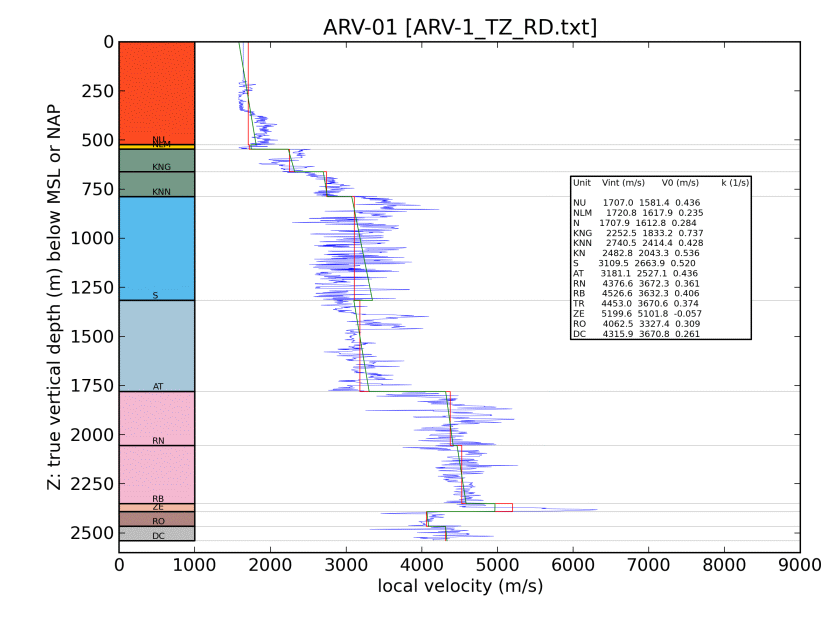 ARV-01 [ARV-1_TZ_RD.txt]
Z: true vertical depth (m) below MSL or NAP
0
250
500
750
1000
1250
1500
1750
2000
2250
2500
NU
NLM
KNG
KNN
S
AT
RN
RB
ZE
RO
DC
Unit Vint (m/s) V0 (m/s) k (1/s)
NU 1707.0 1581.4 0.436
NLM 1720.8 1617.9 0.235
N 1707.9 1612.8 0.284
KNG 2252.5 1833.2 0.737
KNN 2740.5 2414.4 0.428
KN 2482.8 2043.3 0.536
S 3109.5 2663.9 0.520
AT 3181.1 2527.1 0.436
RN 4376.6 3672.3 0.361
RB 4526.6 3632.3 0.406
TR 4453.0 3670.6 0.374
ZE 5199.6 5101.8 -0.057
RO 4062.5 3327.4 0.309
DC 4315.9 3670.8 0.261
0 1000 2000 3000 4000 5000 6000 7000 8000 9000
local velocity (m/s)